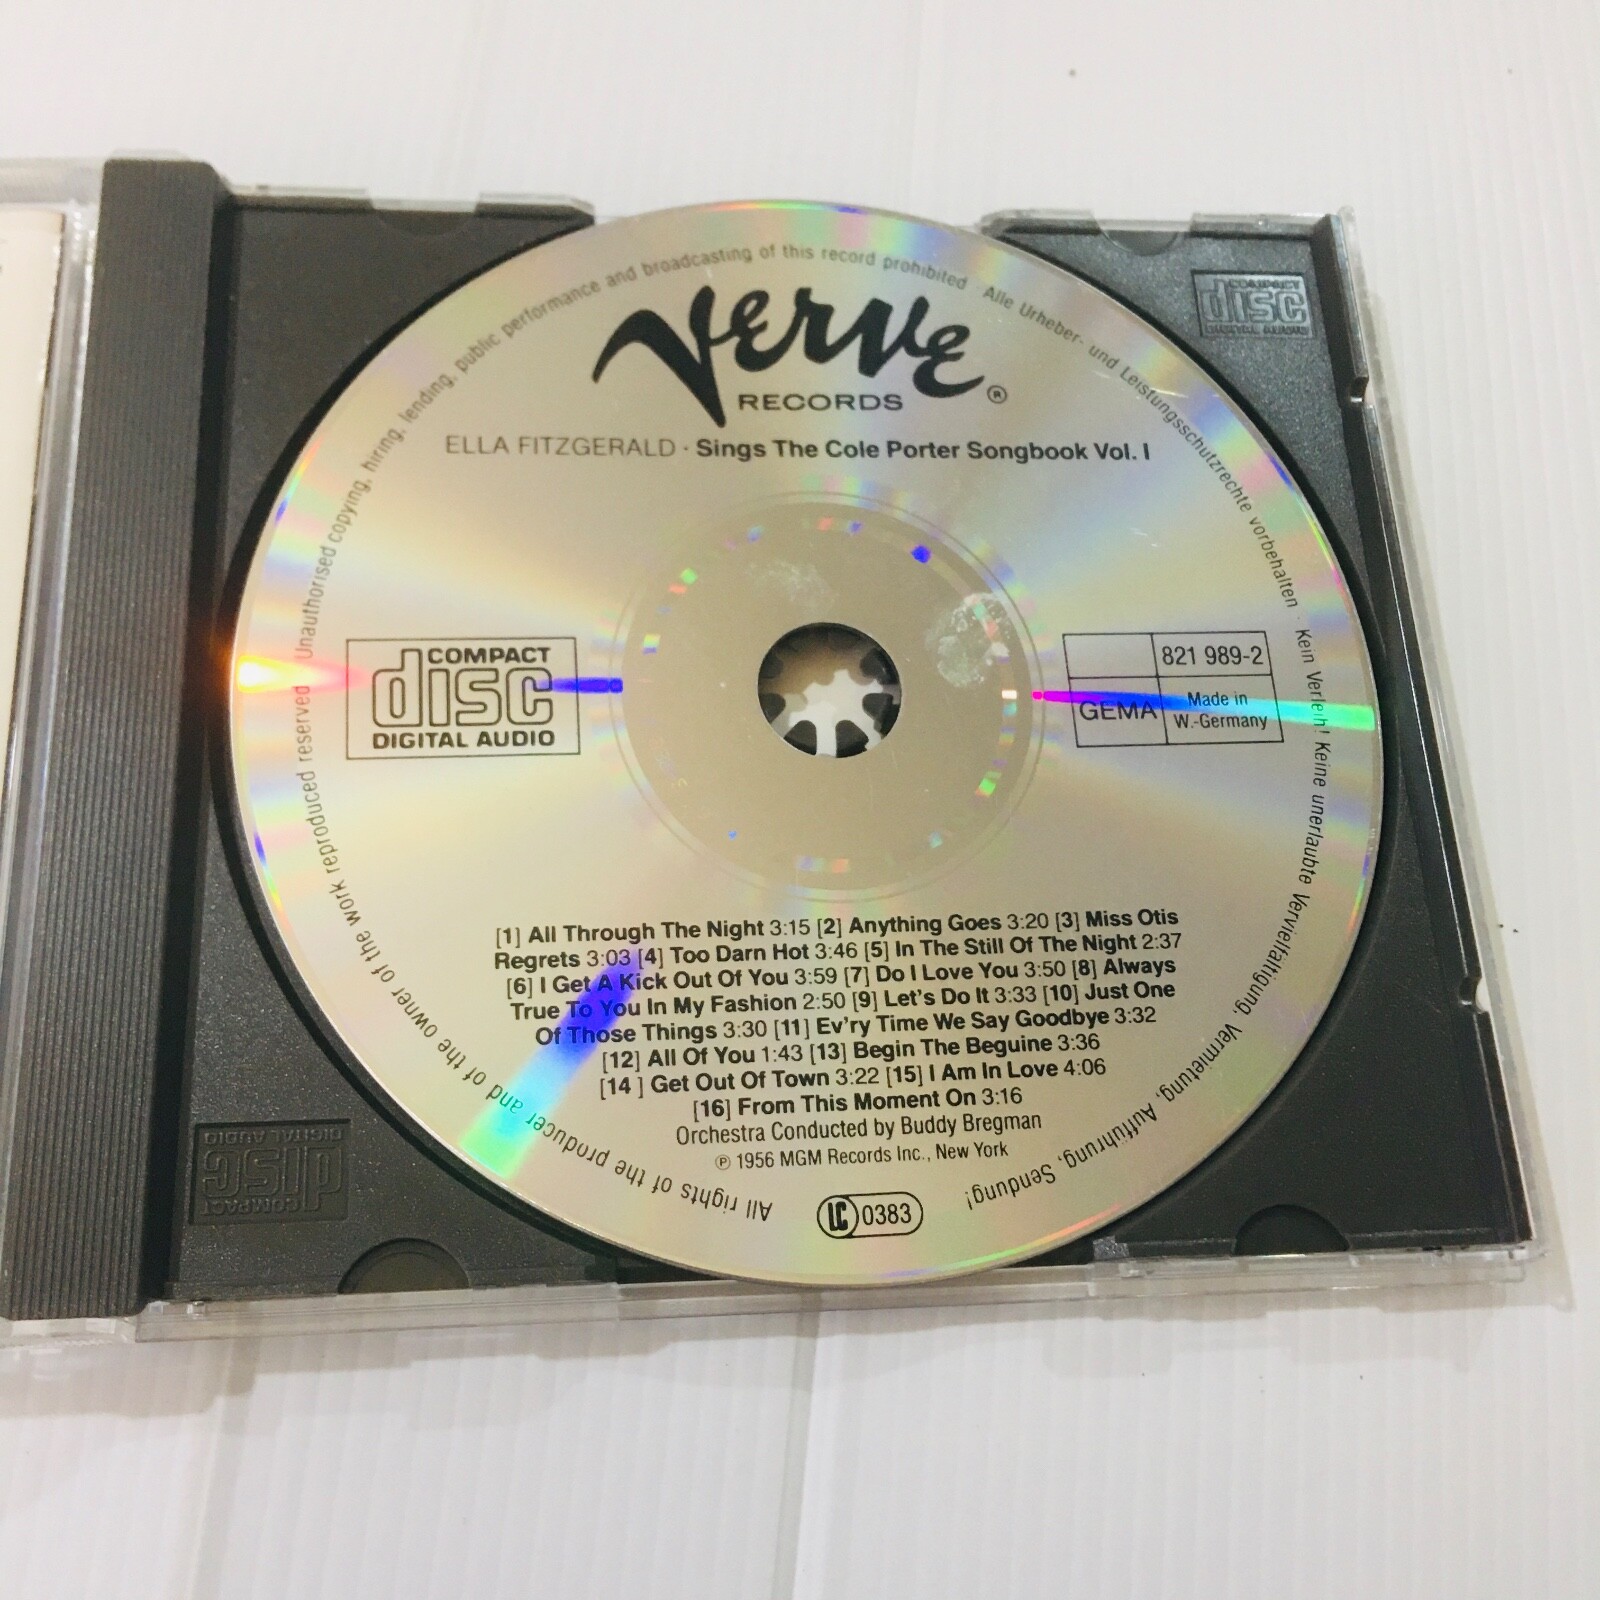 Verve
RECORDS ®
ELLA FITZGERALD · Sings The Cole Porter Songbook Vol. I
COMPACT
disc
DIGITAL AUDIO
821 989-2
GEMA
Made in
W.-Germany
[1] All Through The Night 3:15 [2] Anything Goes 3:20 [3] Miss Otis
Regrets 3:03 [4] Too Darn Hot 3:46 [5] In The Still Of The Night 2:37
[6] I Get A Kick Out Of You 3:59 [7] Do I Love You 3:50 [8] Always
True To You In My Fashion 2:50 [9] Let's Do It 3:33 [10] Just One
Of Those Things 3:30 [11] Ev'ry Time We Say Goodbye 3:32
[12] All Of You 1:43 [13] Begin The Beguine 3:36
[14 ] Get Out Of Town 3:22 [15] I Am In Love 4:06
[16] From This Moment On 3:16
Orchestra Conducted by Buddy Bregman
℗ 1956 MGM Records Inc., New York
LC 0383
All rights of the producer and of the owner of the work reproduced reserved Unauthorised copying, hiring, lending, public performance and broadcasting of this record prohibited · Alle Urheber- und Leistungsschutzrechte vorbehalten · Kein Verleih! Keine unerlaubte Vervielfältigung, Vermietung, Aufführung, Sendung!
COMPACT
disc
DIGITAL AUDIO
COMPACT
disc
DIGITAL AUDIO